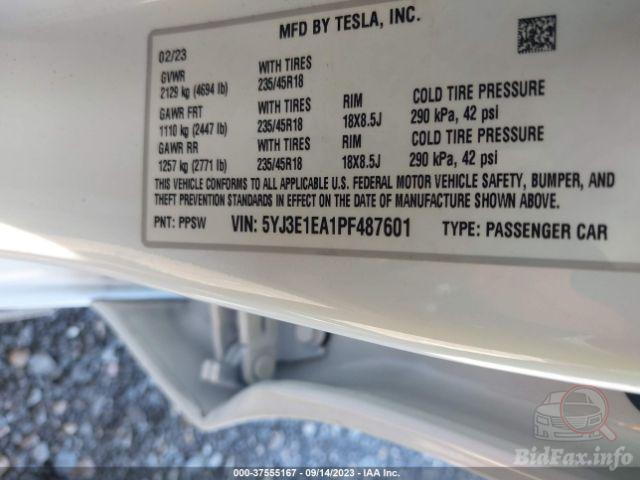 MFD BY TESLA, INC.
02/23
GVWR WITH TIRES
2129 kg (4694 lb) 235/45R18
GAWR FRT WITH TIRES RIM COLD TIRE PRESSURE
1110 kg (2447 lb) 235/45R18 18X8.5J 290 kPa, 42 psi
GAWR RR WITH TIRES RIM COLD TIRE PRESSURE
1257 kg (2771 lb) 235/45R18 18X8.5J 290 kPa, 42 psi
THIS VEHICLE CONFORMS TO ALL APPLICABLE U.S. FEDERAL MOTOR VEHICLE SAFETY, BUMPER, AND
THEFT PREVENTION STANDARDS IN EFFECT ON THE DATE OF MANUFACTURE SHOWN ABOVE.
PNT: PPSW VIN: 5YJ3E1EA1PF487601 TYPE: PASSENGER CAR
BidFax.info
000-37555167 - 09/14/2023 - IAA Inc.